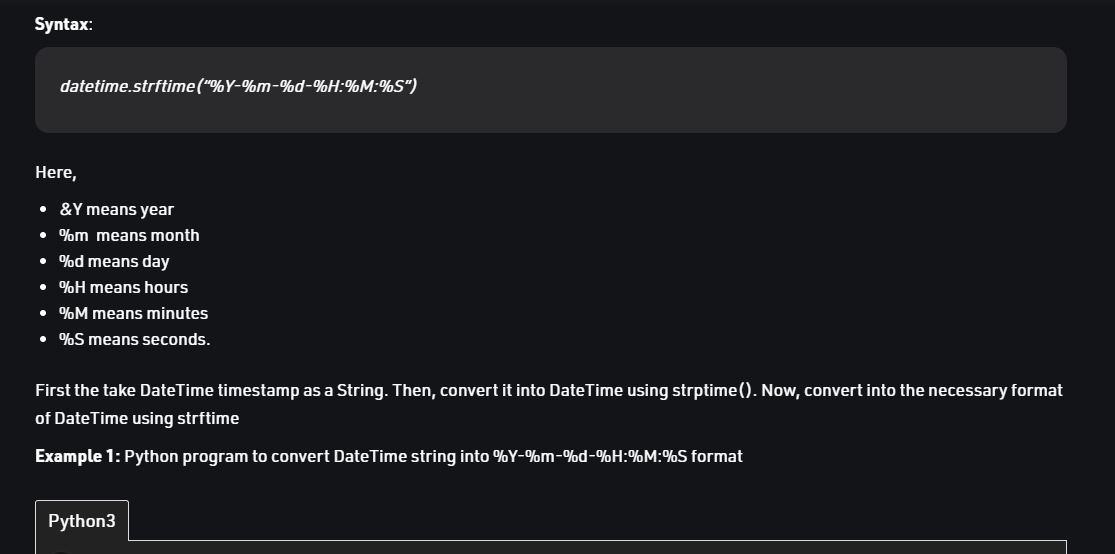 Syntax:
datetime.strftime(“%Y-%m-%d-%H:%M:%S”)
Here,
• &Y means year
• %m  means month
• %d means day
• %H means hours
• %M means minutes
• %S means seconds.
First the take DateTime timestamp as a String. Then, convert it into DateTime using strptime(). Now, convert into the necessary format
of DateTime using strftime
Example 1: Python program to convert DateTime string into %Y-%m-%d-%H:%M:%S format
Python3